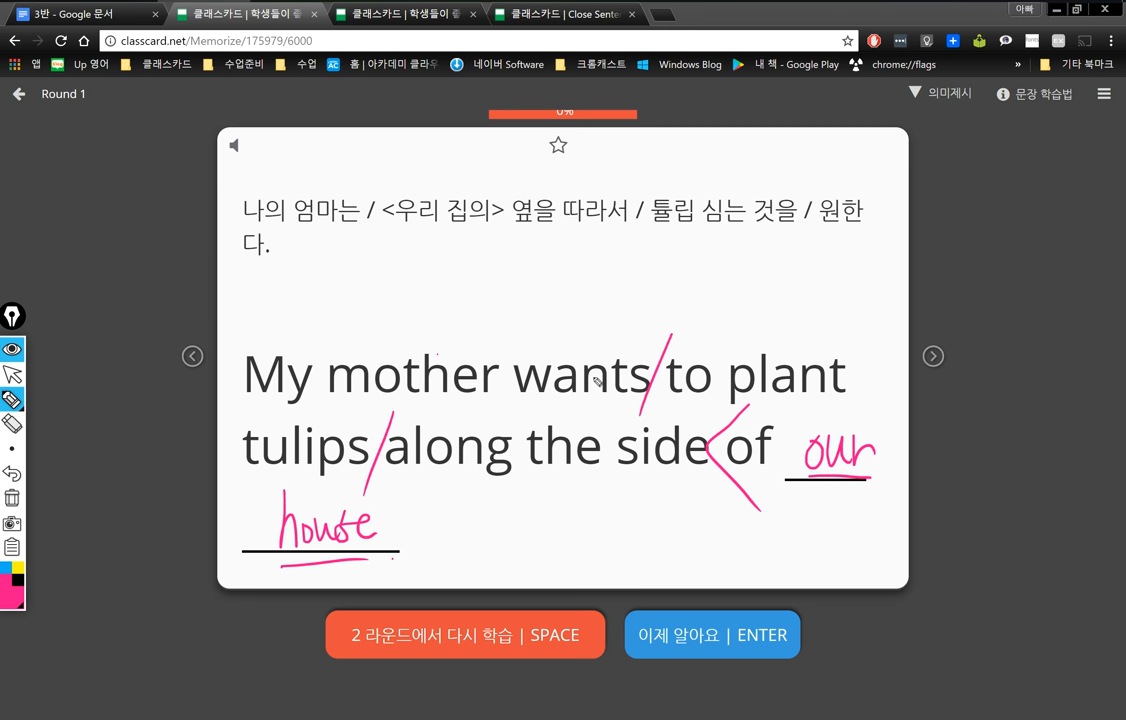 3반 - Google 문서
클래스카드 | 학생들이 좋
클래스카드 | 학생들이 좋
클래스카드 | Close Sente
아빠
classcard.net/Memorize/175979/6000
앱 Up 영어 클래스카드 수업준비 수업 홈 | 아카데미 클라우 네이버 Software 크롬캐스트 Windows Blog 내 책 - Google Play chrome://flags » 기타 북마크
Round 1 의미제시 문장 학습법
0%
나의 엄마는 / <우리 집의> 옆을 따라서 / 튤립 심는 것을 / 원한
다.
My mother wants / to plant
tulips / along the side < of our
house
2 라운드에서 다시 학습 | SPACE 이제 알아요 | ENTER